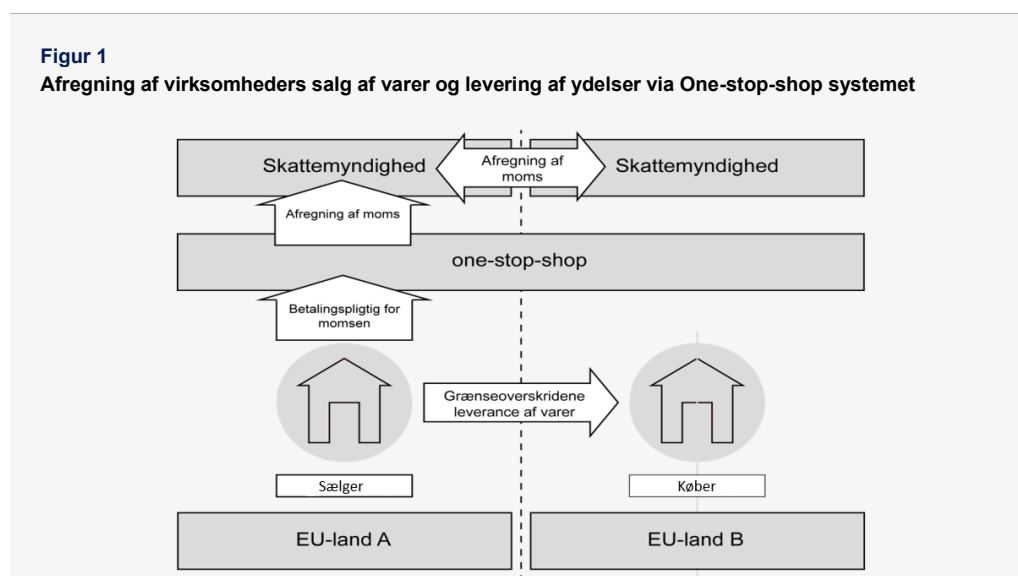 Figur 1
Afregning af virksomheders salg af varer og levering af ydelser via One-stop-shop systemet
Skattemyndighed
Afregning af
moms
Skattemyndighed
Afregning af moms
one-stop-shop
Betalingspligtig for
momsen
Grænseoverskridene
leverance af varer
Sælger
Køber
EU-land A
EU-land B